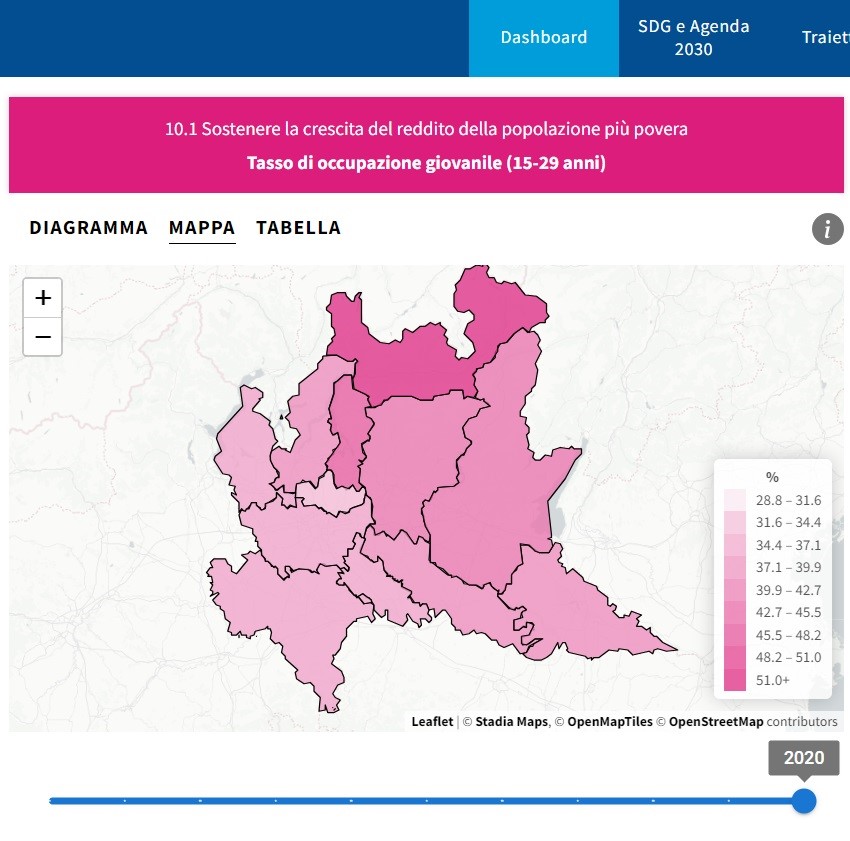 Dashboard
SDG e Agenda
2030
10.1 Sostenere la crescita del reddito della popolazione più povera
Tasso di occupazione giovanile (15-29 anni)
DIAGRAMMA MAPPA TABELLA
i
+
−
%
28.8 – 31.6
31.6 – 34.4
34.4 – 37.1
37.1 – 39.9
39.9 – 42.7
42.7 – 45.5
45.5 – 48.2
48.2 – 51.0
51.0+
Leaflet | © Stadia Maps, © OpenMapTiles © OpenStreetMap contributors
2020